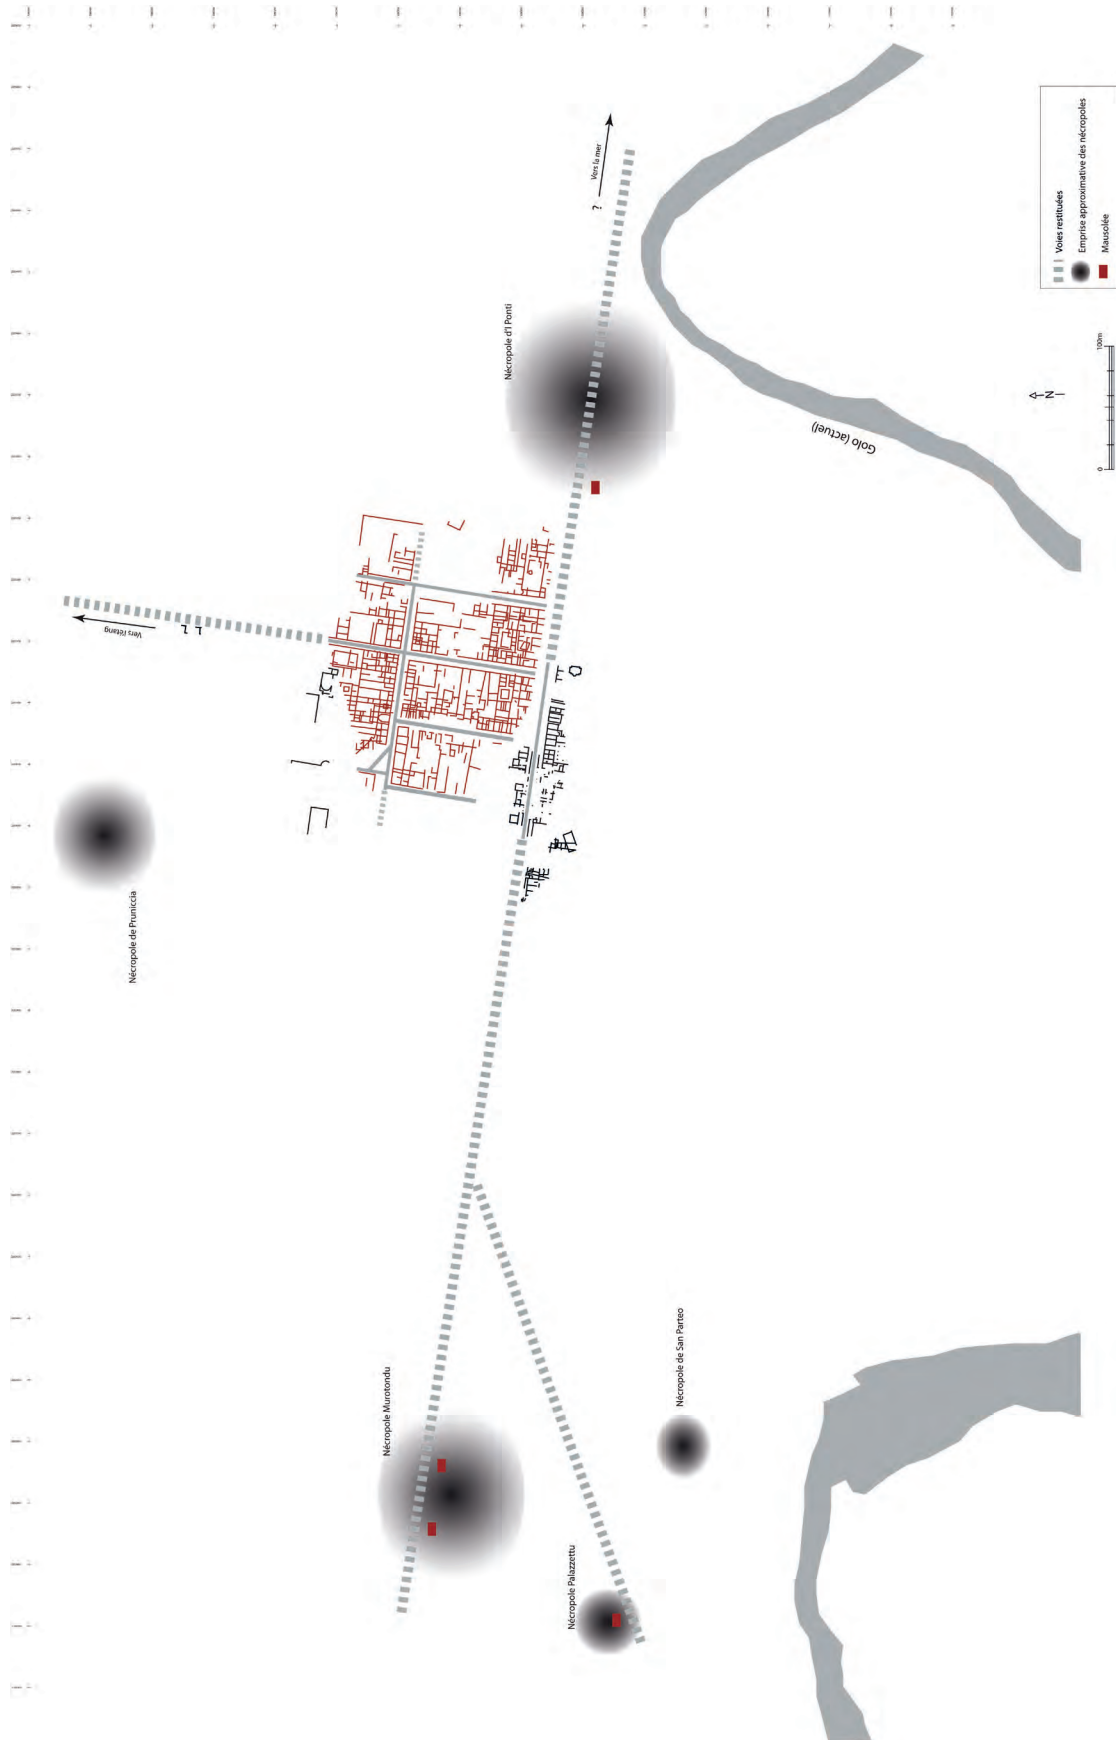 Vers la mer
?
Nécropole d'I Ponti
Golo (actuel)
Voies restituées
Emprise approximative des nécropoles
Mausolée
0
100m
N
Vers l'étang
Nécropole de Pruniccia
Nécropole Murotondu
Nécropole de San Parteo
Nécropole Palazzettu